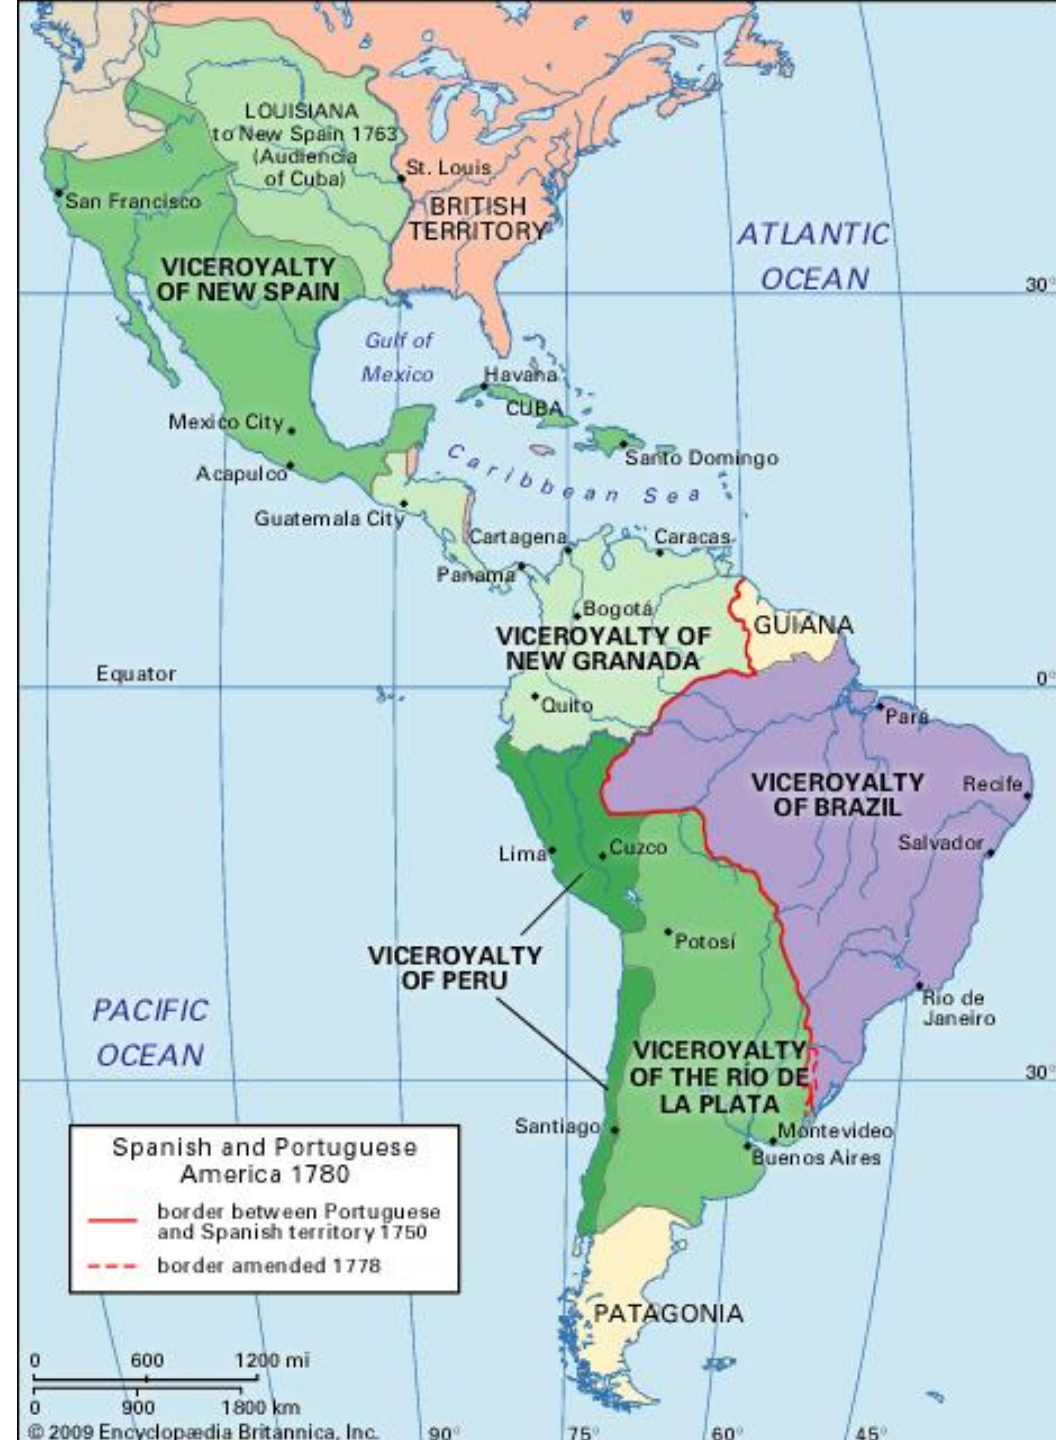 LOUISIANA
to New Spain 1763
(Audiencia
of Cuba)
St. Louis
San Francisco
BRITISH
TERRITORY
ATLANTIC
OCEAN
VICEROYALTY
OF NEW SPAIN
30°
Gulf of
Mexico
Havana
CUBA
Mexico City
Santo Domingo
Acapulco
Caribbean Sea
Guatemala City
Cartagena
Caracas
Panama
Bogotá
GUIANA
VICEROYALTY OF
NEW GRANADA
Equator
0°
Quito
Pará
VICEROYALTY
OF BRAZIL
Recife
Salvador
Lima
Cuzco
Potosí
VICEROYALTY
OF PERU
PACIFIC
OCEAN
Río de
Janeiro
VICEROYALTY
OF THE RÍO DE
LA PLATA
30°
Santiago
Montevideo
Buenos Aires
Spanish and Portuguese
America 1780
border between Portuguese
and Spanish territory 1750
border amended 1778
PATAGONIA
0 600 1200 mi
0 900 1800 km
© 2009 Encyclopædia Britannica, Inc.
90° 75° 60° 45°